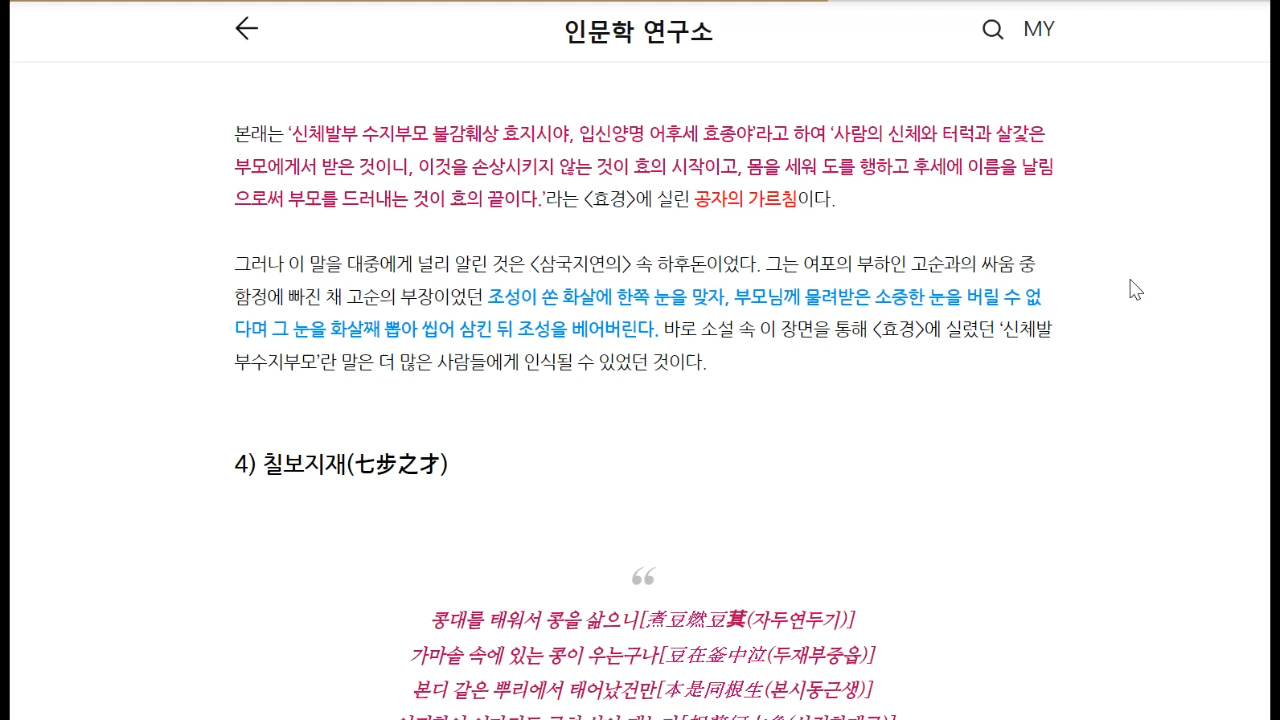 인문학 연구소
MY
본래는 ‘신체발부 수지부모 불감훼상 효지시야, 입신양명 어후세 효종야’라고 하여 ‘사람의 신체와 터럭과 살갗은
부모에게서 받은 것이니, 이것을 손상시키지 않는 것이 효의 시작이고, 몸을 세워 도를 행하고 후세에 이름을 날림
으로써 부모를 드러내는 것이 효의 끝이다.’라는 <효경>에 실린 공자의 가르침이다.
그러나 이 말을 대중에게 널리 알린 것은 <삼국지연의> 속 하후돈이었다. 그는 여포의 부하인 고순과의 싸움 중
함정에 빠진 채 고순의 부장이었던 조성이 쏜 화살에 한쪽 눈을 맞자, 부모님께 물려받은 소중한 눈을 버릴 수 없
다며 그 눈을 화살째 뽑아 씹어 삼킨 뒤 조성을 베어버린다. 바로 소설 속 이 장면을 통해 <효경>에 실렸던 ‘신체발
부수지부모’란 말은 더 많은 사람들에게 인식될 수 있었던 것이다.
4) 칠보지재(七步之才)
“
콩대를 태워서 콩을 삶으니[煮豆燃豆萁(자두연두기)]
가마솥 속에 있는 콩이 우는구나[豆在釜中泣(두재부중읍)]
본디 같은 뿌리에서 태어났건만[本是同根生(본시동근생)]